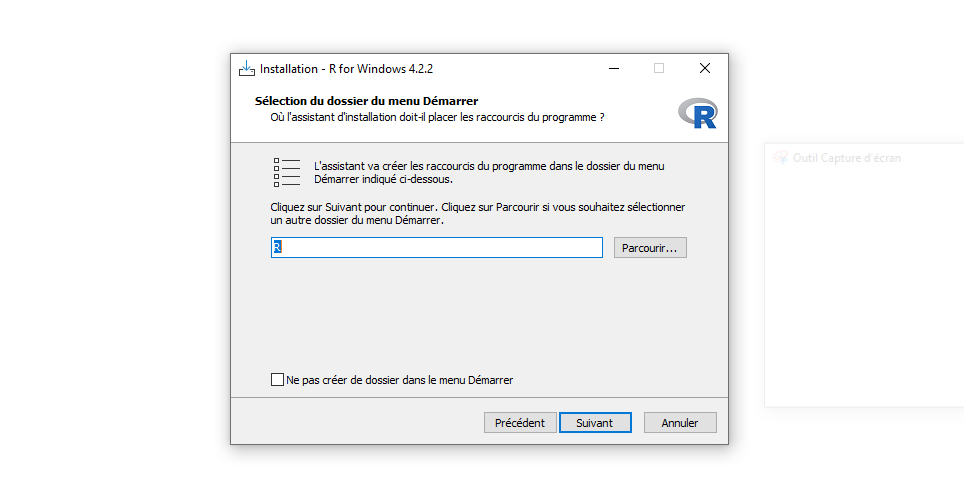 Installation - R for Windows 4.2.2
Sélection du dossier du menu Démarrer
Où l'assistant d'installation doit-il placer les raccourcis du programme ?
R
L'assistant va créer les raccourcis du programme dans le dossier du menu
Démarrer indiqué ci-dessous.
Cliquez sur Suivant pour continuer. Cliquez sur Parcourir si vous souhaitez sélectionner
un autre dossier du menu Démarrer.
R
Parcourir...
Ne pas créer de dossier dans le menu Démarrer
Précédent
Suivant
Annuler
Outil Capture d'écran